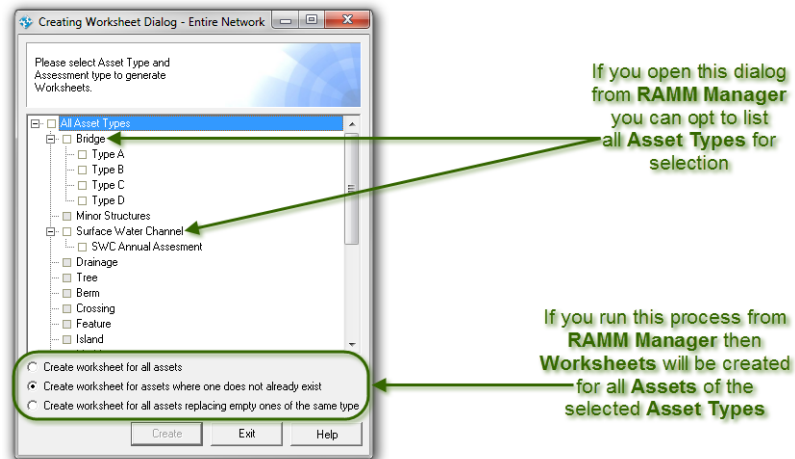 Creating Worksheet Dialog - Entire Network
Please select Asset Type and
Assessment type to generate
Worksheets.
All Asset Types
Bridge
Type A
Type B
Type C
Type D
Minor Structures
Surface Water Channel
SWC Annual Assesment
Drainage
Tree
Berm
Crossing
Feature
Island
Create worksheet for all assets
Create worksheet for assets where one does not already exist
Create worksheet for all assets replacing empty ones of the same type
Create
Exit
Help
If you open this dialog
from RAMM Manager
you can opt to list
all Asset Types for
selection
If you run this process from
RAMM Manager then
Worksheets will be created
for all Assets of the
selected Asset Types